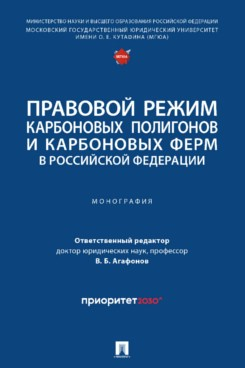 МИНИСТЕРСТВО НАУКИ И ВЫСШЕГО ОБРАЗОВАНИЯ РОССИЙСКОЙ ФЕДЕРАЦИИ
МОСКОВСКИЙ ГОСУДАРСТВЕННЫЙ ЮРИДИЧЕСКИЙ УНИВЕРСИТЕТ
ИМЕНИ О. Е. КУТАФИНА (МГЮА)
МГЮА
ПРАВОВОЙ РЕЖИМ
КАРБОНОВЫХ ПОЛИГОНОВ
И КАРБОНОВЫХ ФЕРМ
В РОССИЙСКОЙ ФЕДЕРАЦИИ
МОНОГРАФИЯ
Ответственный редактор
доктор юридических наук, профессор
В. Б. Агафонов
приоритет2030